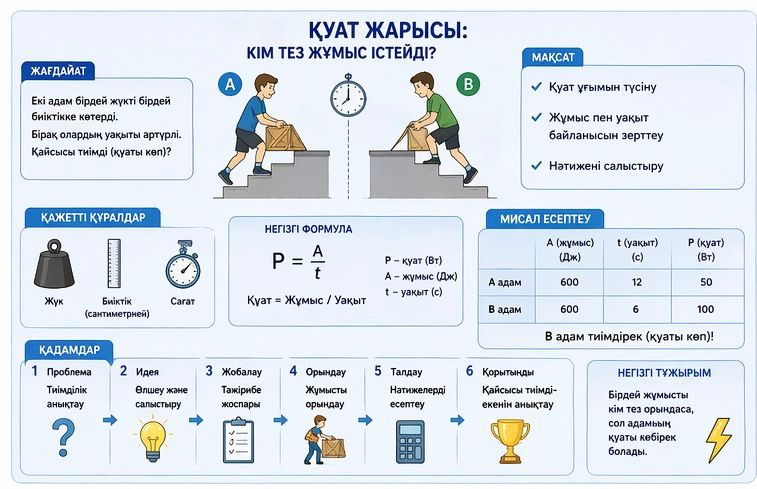 ҚУАТ ЖАРЫСЫ:
КІМ ТЕЗ ЖҰМЫС ІСТЕЙДІ?
ЖАҒДАЙАТ
Екі адам бірдей жүкті бірдей
биіктікке көтерді.
Бірақ олардың уақыты әртүрлі.
Қайсысы тиімді (қуаты көп)?
A
B
МАҚСАТ
Қуат ұғымын түсіну
Жұмыс пен уақыт
байланысын зерттеу
Нәтижені салыстыру
ҚАЖЕТТІ ҚҰРАЛДАР
Жүк
Биіктік
(сантиметрней)
Сағат
НЕГІЗГІ ФОРМУЛА
P = A / t
Қуат = Жұмыс / Уақыт
P – қуат (Вт)
A – жұмыс (Дж)
t – уақыт (с)
МИСАЛ ЕСЕПТЕУ
A (жұмыс) (Дж) t (уақыт) (с) P (қуат) (Вт)
A адам 600 12 50
B адам 600 6 100
B адам тиімдірек (қуаты көп)!
ҚАДАМДАР
1 Проблема
Тиімділік
анықтау
2 Идея
Өлшеу және
салыстыру
3 Жобалау
Тәжірибе
жоспары
4 Орындау
Жұмысты
орындау
5 Талдау
Нәтижелерді
есептеу
6 Қорытынды
Қайсысы тиімді-
екенін анықтау
НЕГІЗГІ ТҰЖЫРЫМ
Бірдей жұмысты
кім тез орындаса,
сол адамың
қуаты көбірек
болады.